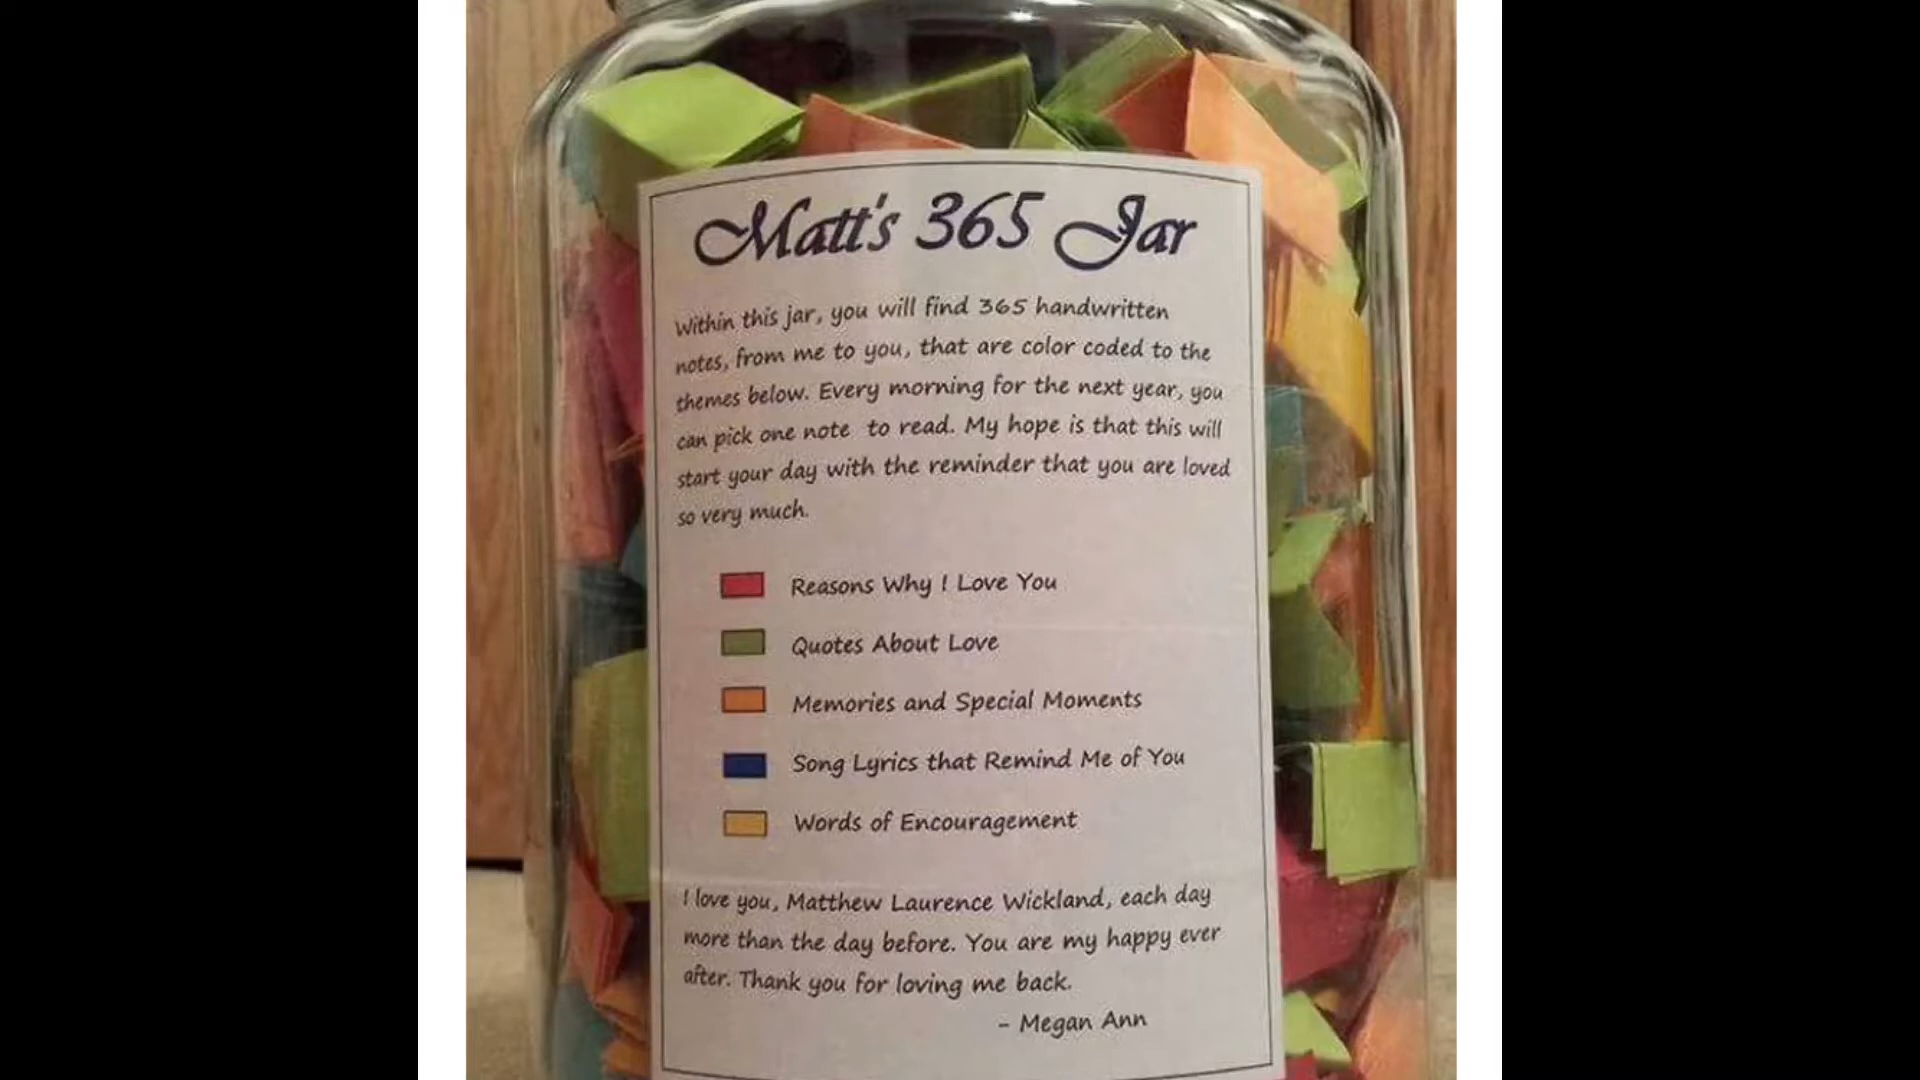 Matt's 365 Jar
Within this jar, you will find 365 handwritten
notes, from me to you, that are color coded to the
themes below. Every morning for the next year, you
can pick one note to read. My hope is that this will
start your day with the reminder that you are loved
so very much.
Reasons Why I Love You
Quotes About Love
Memories and Special Moments
Song Lyrics that Remind Me of You
Words of Encouragement
I love you, Matthew Laurence Wickland, each day
more than the day before. You are my happy ever
after. Thank you for loving me back.
- Megan Ann